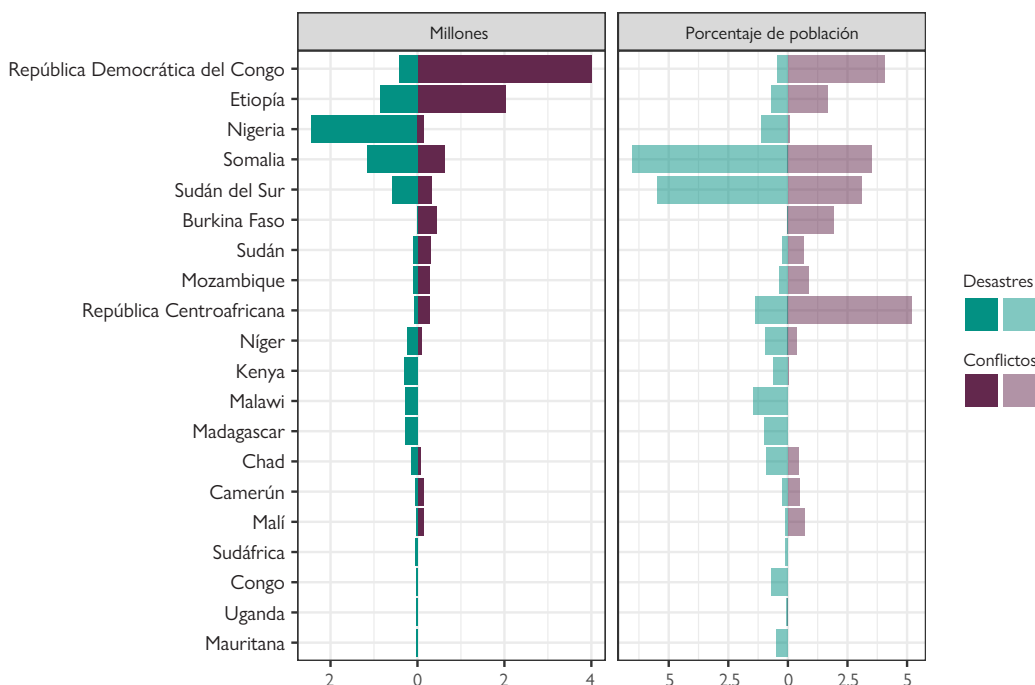 Millones
Porcentaje de población
República Democrática del Congo
Etiopía
Nigeria
Somalia
Sudán del Sur
Burkina Faso
Sudán
Mozambique
República Centroafricana
Níger
Kenya
Malawi
Madagascar
Chad
Camerún
Malí
Sudáfrica
Congo
Uganda
Mauritana
2 0 2 4
5 2.5 0 2.5 5
Desastres
Conflictos